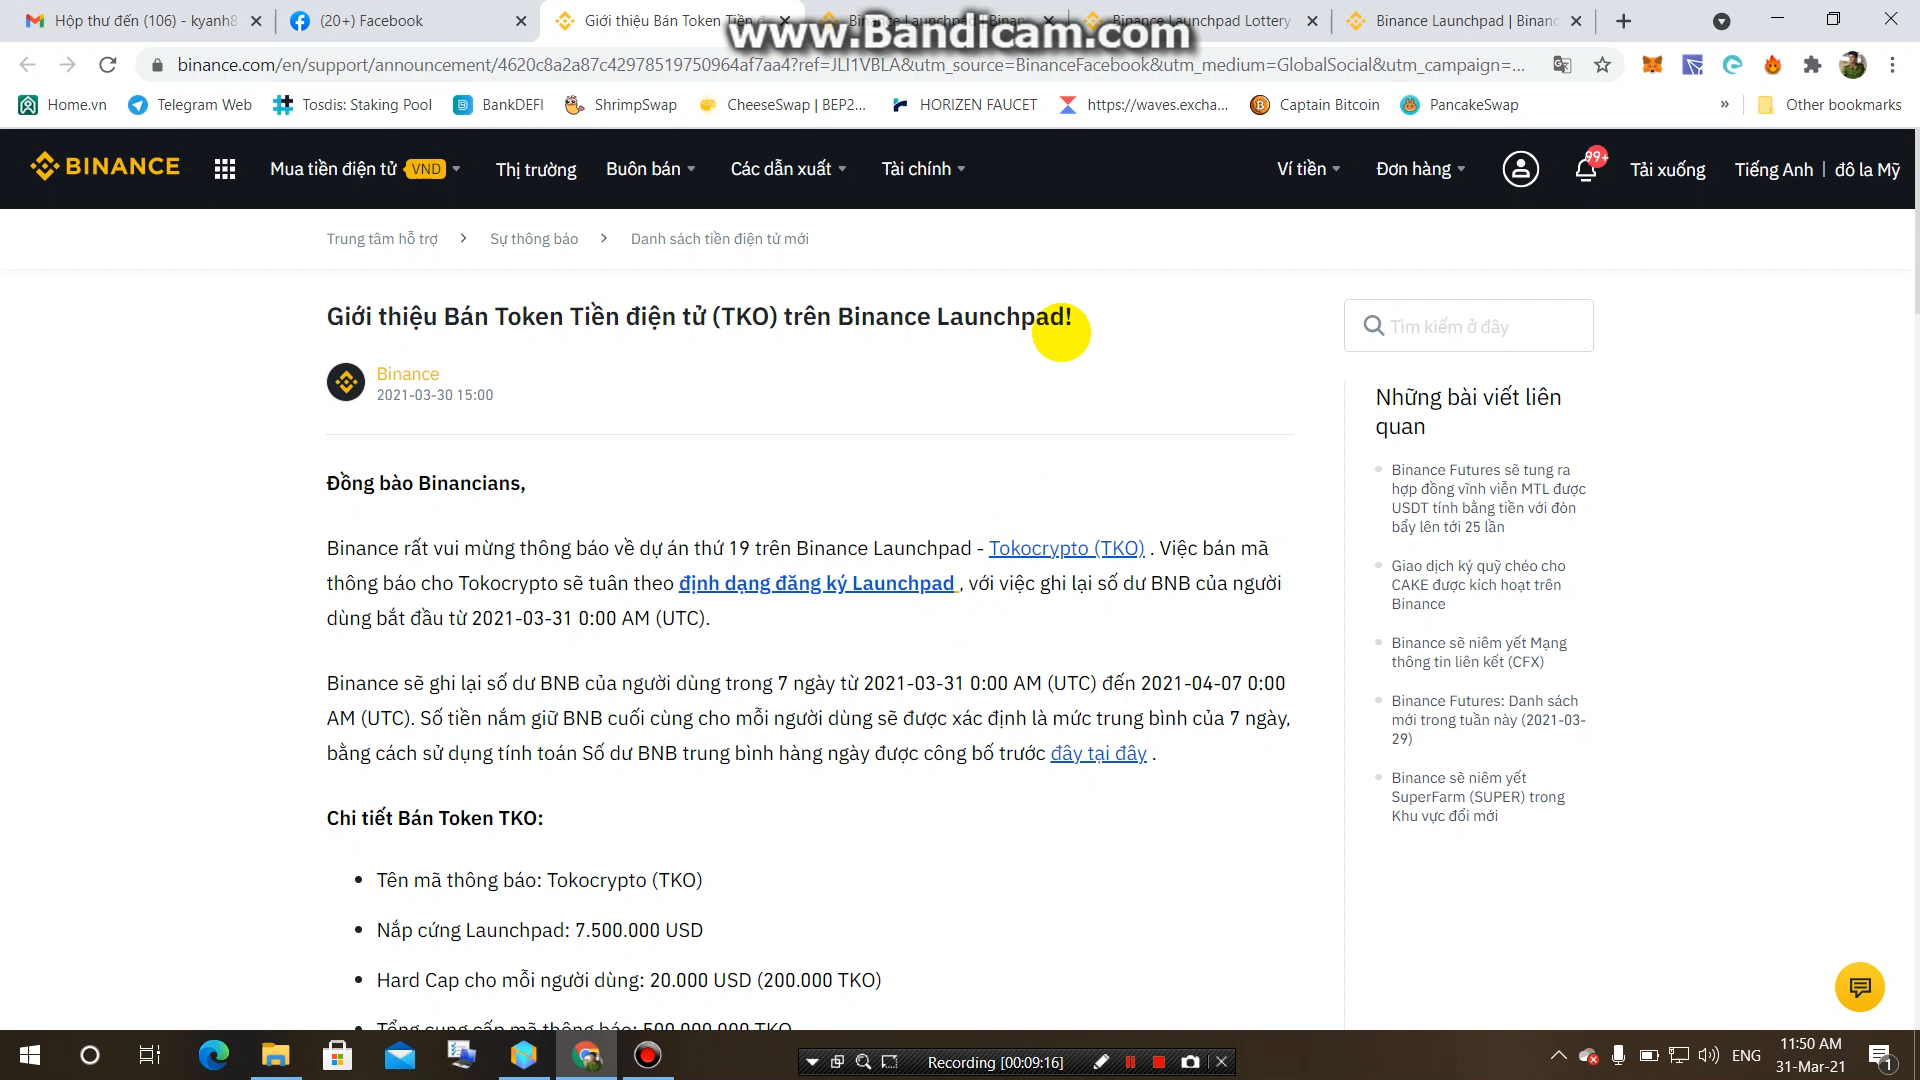 Hộp thư đến (106) - kyanh8
(20+) Facebook
Giới thiệu Bán Token Tiền đ
Binance Launchpad | Binanc
Binance Launchpad Lottery
Binance Launchpad | Binanc
www.Bandicam.com
binance.com/en/support/announcement/4620c8a2a87c42978519750964af7aa4?ref=JLI1VBLA&utm_source=BinanceFacebook&utm_medium=GlobalSocial&utm_campaign=...
Home.vn
Telegram Web
Tosdis: Staking Pool
BankDEFI
ShrimpSwap
CheeseSwap | BEP2...
HORIZEN FAUCET
https://waves.excha...
Captain Bitcoin
PancakeSwap
»
Other bookmarks
BINANCE
Mua tiền điện tử VND
Thị trường
Buôn bán
Các dẫn xuất
Tài chính
Ví tiền
Đơn hàng
99+
Tải xuống
Tiếng Anh | đô la Mỹ
Trung tâm hỗ trợ > Sự thông báo > Danh sách tiền điện tử mới
Giới thiệu Bán Token Tiền điện tử (TKO) trên Binance Launchpad!
Binance
2021-03-30 15:00
Đồng bào Binancians,
Binance rất vui mừng thông báo về dự án thứ 19 trên Binance Launchpad - Tokocrypto (TKO) . Việc bán mã
thông báo cho Tokocrypto sẽ tuân theo định dạng đăng ký Launchpad , với việc ghi lại số dư BNB của người
dùng bắt đầu từ 2021-03-31 0:00 AM (UTC).
Binance sẽ ghi lại số dư BNB của người dùng trong 7 ngày từ 2021-03-31 0:00 AM (UTC) đến 2021-04-07 0:00
AM (UTC). Số tiền nắm giữ BNB cuối cùng cho mỗi người dùng sẽ được xác định là mức trung bình của 7 ngày,
bằng cách sử dụng tính toán Số dư BNB trung bình hàng ngày được công bố trước đây tại đây .
Chi tiết Bán Token TKO:
• Tên mã thông báo: Tokocrypto (TKO)
• Nắp cứng Launchpad: 7.500.000 USD
• Hard Cap cho mỗi người dùng: 20.000 USD (200.000 TKO)
• Tổng cung cấp mã thông báo: 500.000.000 TKO
Tìm kiếm ở đây
Những bài viết liên
quan
Binance Futures sẽ tung ra
hợp đồng vĩnh viễn MTL được
USDT tính bằng tiền với đòn
bẩy lên tới 25 lần
Giao dịch ký quỹ chéo cho
CAKE được kích hoạt trên
Binance
Binance sẽ niêm yết Mạng
thông tin liên kết (CFX)
Binance Futures: Danh sách
mới trong tuần này (2021-03-
29)
Binance sẽ niêm yết
SuperFarm (SUPER) trong
Khu vực đổi mới
Recording [00:09:16]
ENG
11:50 AM
31-Mar-21
1